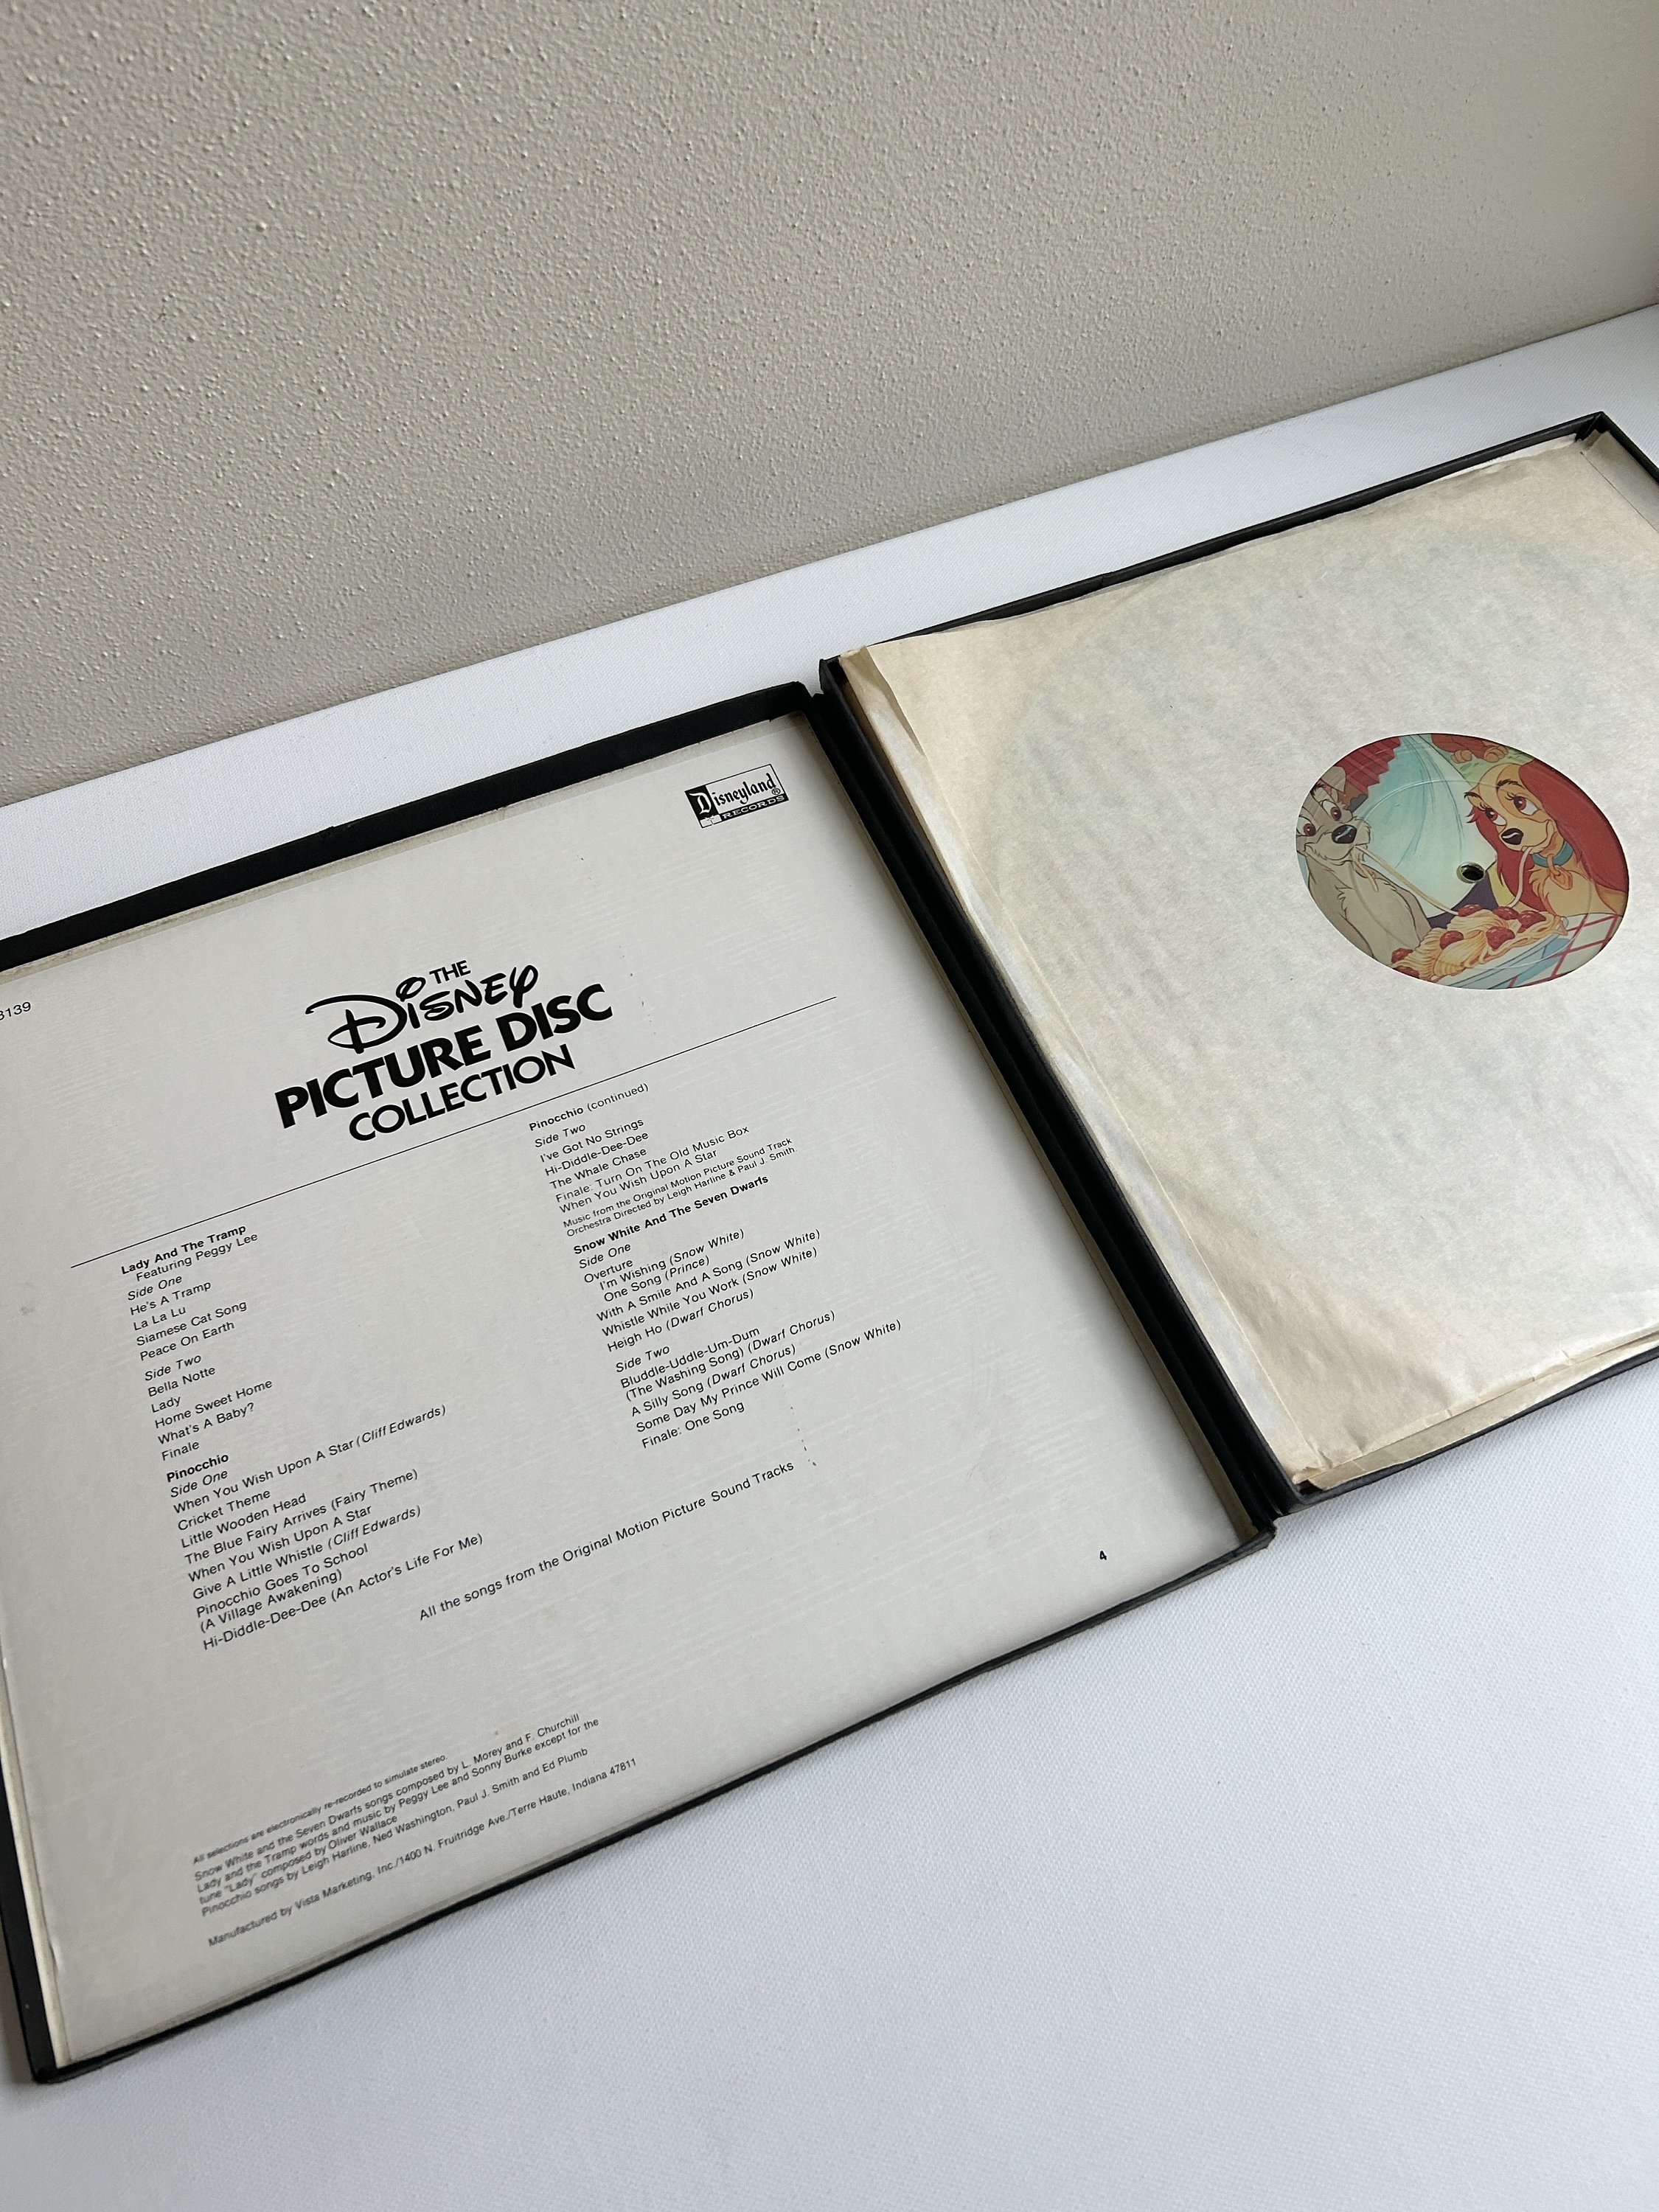 Disneyland®
RECORDS
3139
THE
Disney
PICTURE DISC
COLLECTION
Lady And The Tramp
Featuring Peggy Lee
Side One
He's A Tramp
La La Lu
Siamese Cat Song
Peace On Earth
Side Two
Bella Notte
Lady
Home Sweet Home
What's A Baby?
Finale
Pinocchio
Side One
When You Wish Upon A Star (Cliff Edwards)
Cricket Theme
Little Wooden Head
The Blue Fairy Arrives (Fairy Theme)
When You Wish Upon A Star
Give A Little Whistle (Cliff Edwards)
Pinocchio Goes To School
(A Village Awakening)
Hi-Diddle-Dee-Dee (An Actor's Life For Me)
Pinocchio (continued)
Side Two
I've Got No Strings
Hi-Diddle-Dee-Dee
The Whale Chase
Finale: Turn On The Old Music Box
When You Wish Upon A Star
Music from the Original Motion Picture Sound Track
Orchestra Directed by Leigh Harline & Paul J. Smith
Snow White And The Seven Dwarfs
Side One
Overture
I'm Wishing (Snow White)
One Song (Prince)
With A Smile And A Song (Snow White)
Whistle While You Work (Snow White)
Heigh Ho (Dwarf Chorus)
Side Two
Bluddle-Uddle-Um-Dum
(The Washing Song) (Dwarf Chorus)
A Silly Song (Dwarf Chorus)
Some Day My Prince Will Come (Snow White)
Finale: One Song
All the songs from the Original Motion Picture Sound Tracks
4
All selections are electronically re-recorded to simulate stereo.
Snow White and the Seven Dwarfs songs composed by L. Morey and F. Churchill
Lady and the Tramp words and music by Peggy Lee and Sonny Burke except for the
tune "Lady" composed by Oliver Wallace
Pinocchio songs by Leigh Harline, Ned Washington, Paul J. Smith and Ed Plumb
Manufactured by Vista Marketing, Inc./1400 N. Fruitridge Ave./Terre Haute, Indiana 47811